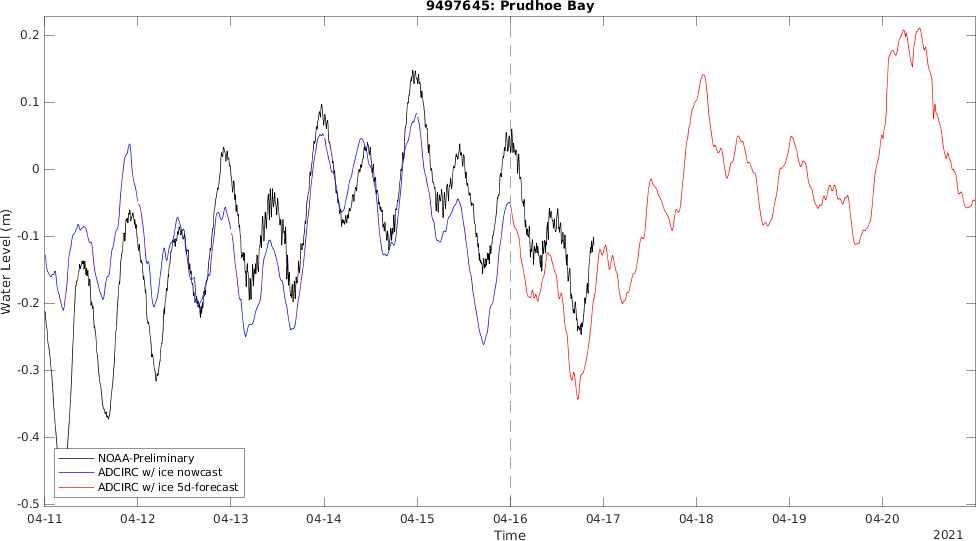 9497645: Prudhoe Bay
0.2
0.1
0
-0.1
-0.2
-0.3
-0.4
-0.5
Water Level (m)
NOAA-Preliminary
ADCIRC w/ ice nowcast
ADCIRC w/ ice 5d-forecast
04-11 04-12 04-13 04-14 04-15 04-16 04-17 04-18 04-19 04-20
Time
2021